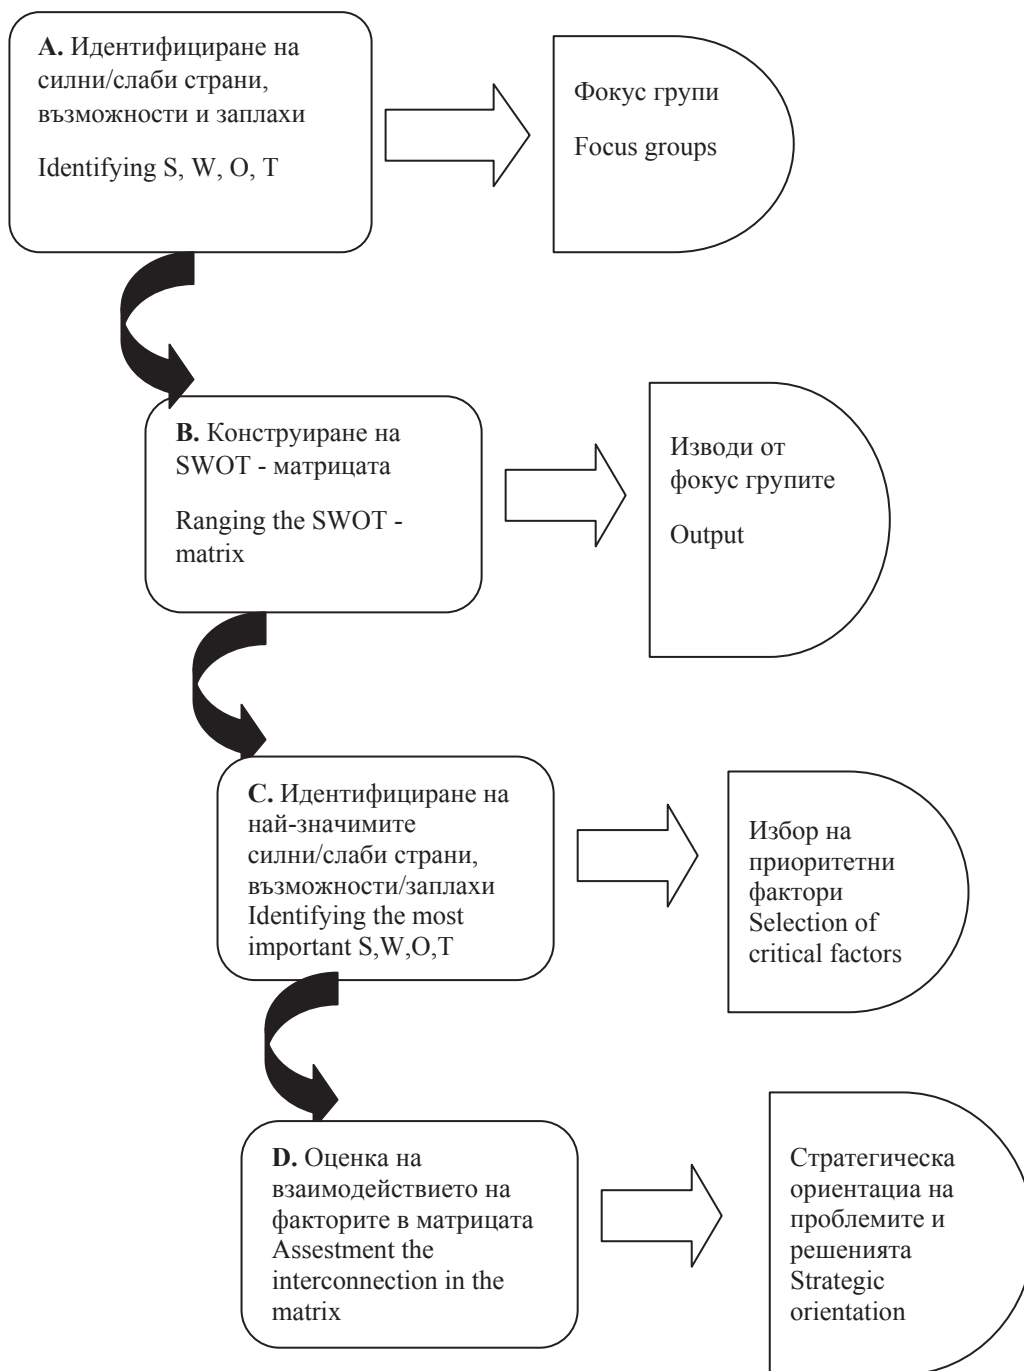 A. Идентифициране на
силни/слаби страни,
възможности и заплахи
Identifying S, W, O, T
Фокус групи
Focus groups
B. Конструиране на
SWOT - матрицата
Ranging the SWOT -
matrix
Изводи от
фокус групите
Output
C. Идентифициране на
най-значимите
силни/слаби страни,
възможности/заплахи
Identifying the most
important S,W,O,T
Избор на
приоритетни
фактори
Selection of
critical factors
D. Оценка на
взаимодействието на
факторите в матрицата
Assestment the
interconnection in the
matrix
Стратегическа
ориентация на
проблемите и
решенията
Strategic
orientation